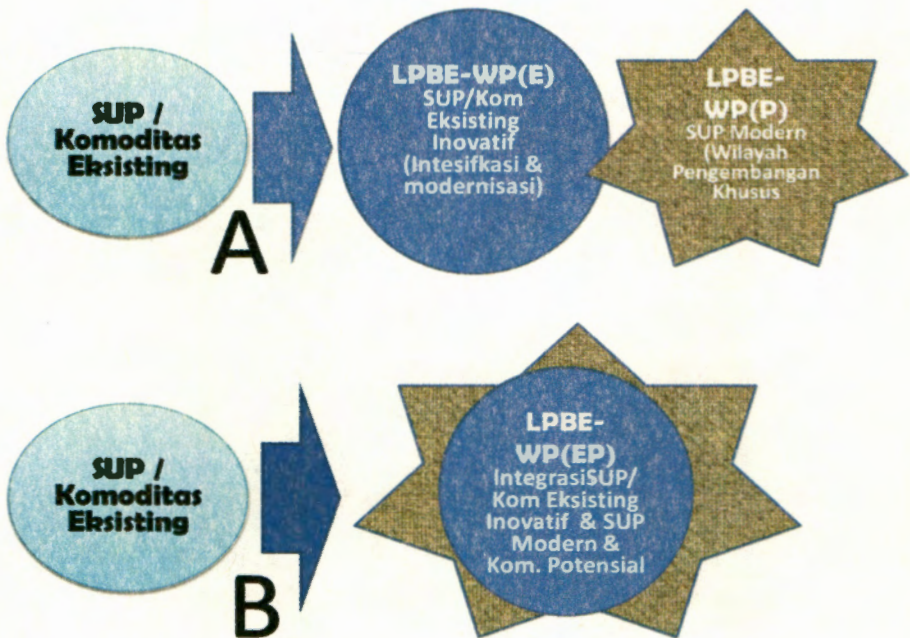 SUP /
Komoditas
Eksisting
A
LPBE-WP(E)
SUP/Kom
Eksisting
Inovatif
(Intesifkasi &
modernisasi)
LPBE-
WP(P)
SUP Modern
(Wilayah
Pengembangan
Khusus
SUP /
Komoditas
Eksisting
B
LPBE-
WP(EP)
IntegrasiSUP/
Kom Eksisting
Inovatif & SUP
Modern &
Kom. Potensial